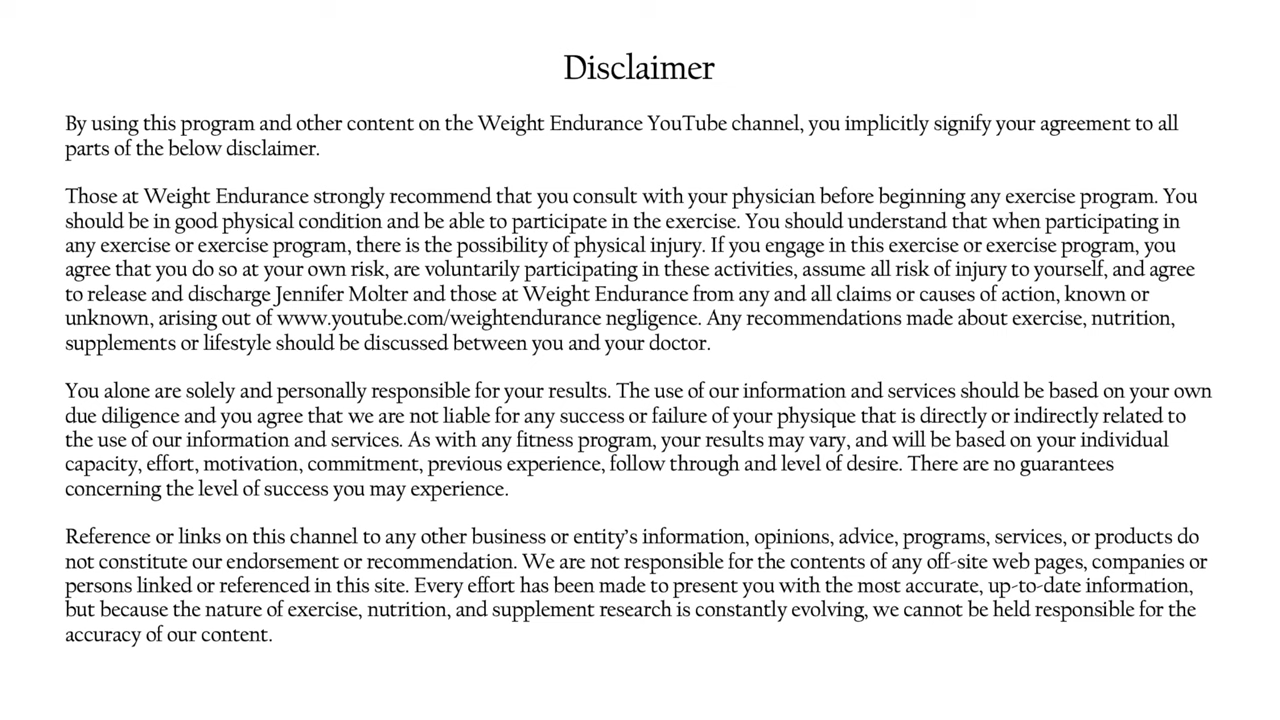 Disclaimer
By using this program and other content on the Weight Endurance YouTube channel, you implicitly signify your agreement to all
parts of the below disclaimer.
Those at Weight Endurance strongly recommend that you consult with your physician before beginning any exercise program. You
should be in good physical condition and be able to participate in the exercise. You should understand that when participating in
any exercise or exercise program, there is the possibility of physical injury. If you engage in this exercise or exercise program, you
agree that you do so at your own risk, are voluntarily participating in these activities, assume all risk of injury to yourself, and agree
to release and discharge Jennifer Molter and those at Weight Endurance from any and all claims or causes of action, known or
unknown, arising out of www.youtube.com/weightendurance negligence. Any recommendations made about exercise, nutrition,
supplements or lifestyle should be discussed between you and your doctor.
You alone are solely and personally responsible for your results. The use of our information and services should be based on your own
due diligence and you agree that we are not liable for any success or failure of your physique that is directly or indirectly related to
the use of our information and services. As with any fitness program, your results may vary, and will be based on your individual
capacity, effort, motivation, commitment, previous experience, follow through and level of desire. There are no guarantees
concerning the level of success you may experience.
Reference or links on this channel to any other business or entity's information, opinions, advice, programs, services, or products do
not constitute our endorsement or recommendation. We are not responsible for the contents of any off-site web pages, companies or
persons linked or referenced in this site. Every effort has been made to present you with the most accurate, up-to-date information,
but because the nature of exercise, nutrition, and supplement research is constantly evolving, we cannot be held responsible for the
accuracy of our content.